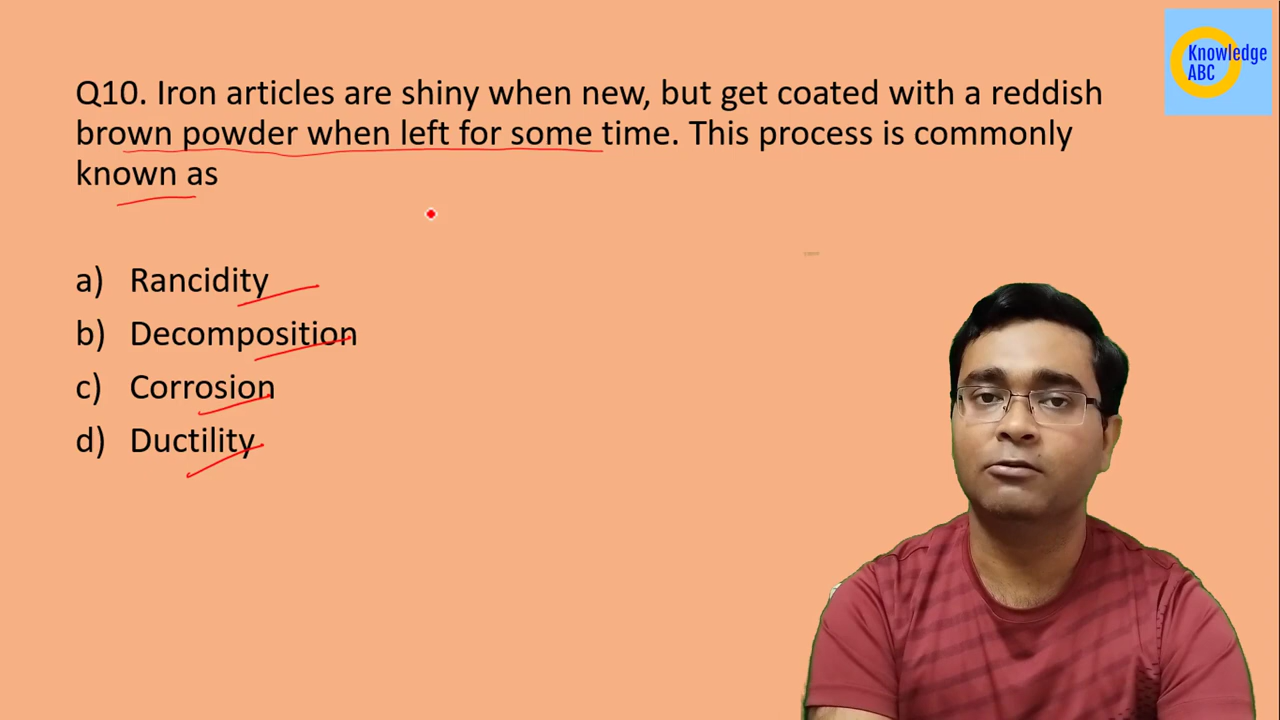 Knowledge
ABC
Q10. Iron articles are shiny when new, but get coated with a reddish
brown powder when left for some time. This process is commonly
known as
a) Rancidity
b) Decomposition
c) Corrosion
d) Ductility